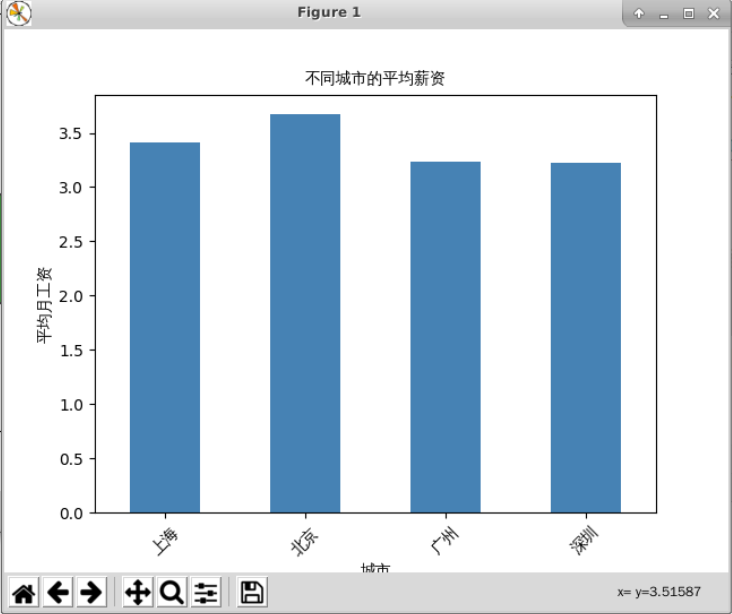 Figure 1
不同城市的平均薪资
3.5
3.0
2.5
2.0
1.5
1.0
0.5
0.0
平均月工资
上海
北京
广州
深圳
城市
x= y=3.51587